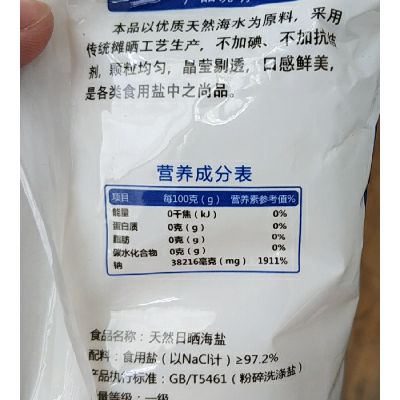 本品以优质天然海水为原料，采用
传统摊晒工艺生产，不加碘、不加抗结
剂，颗粒均匀，晶莹剔透，口感鲜美，
是各类食用盐中之尚品。
营养成分表
项目 每100克（g） 营养素参考值%
能量 0千焦（kJ） 0%
蛋白质 0克（g） 0%
脂肪 0克（g） 0%
碳水化合物 0克（g） 0%
钠 38216毫克（mg） 1911%
食品名称：天然日晒海盐
配料：食用盐（以NaCl计）≥97.2%
产品执行标准：GB/T5461（粉碎洗涤盐）
质量等级：一级